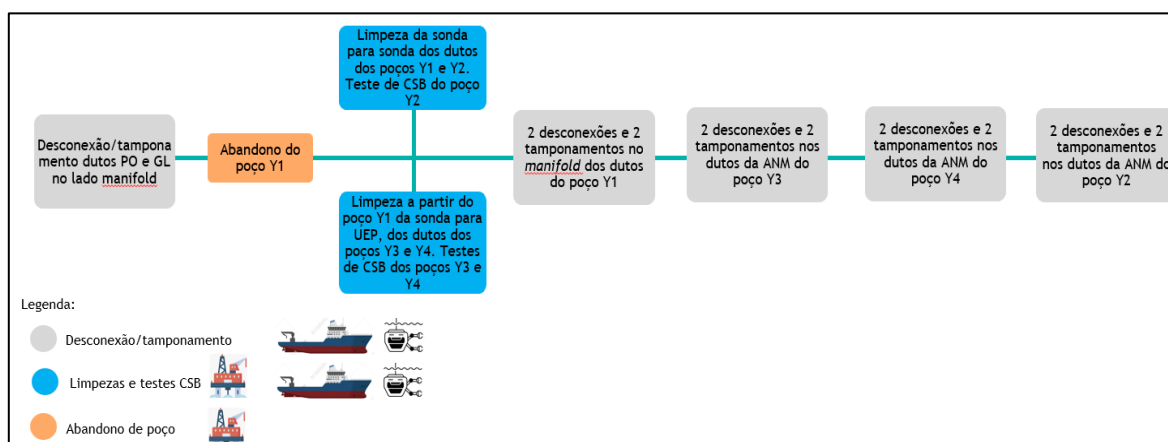 Desconexão/tampona
mento dutos PO e GL
no lado manifold
Abandono do
poço Y1
Limpeza da sonda
para sonda dos dutos
dos poços Y1 e Y2.
Teste de CSB do poço
Y2
Limpeza a partir do
poço Y1 da sonda para
UEP, dos dutos dos
poços Y3 e Y4. Testes
de CSB dos poços Y3 e
Y4
2 desconexões e 2
tamponamentos no
manifold dos dutos
do poço Y1
2 desconexões e 2
tamponamentos nos
dutos da ANM do
poço Y3
2 desconexões e 2
tamponamentos nos
dutos da ANM do
poço Y4
2 desconexões e 2
tamponamentos
nos dutos da ANM do
poço Y2
Legenda:
Desconexão/tamponamento
Limpezas e testes CSB
Abandono de poço